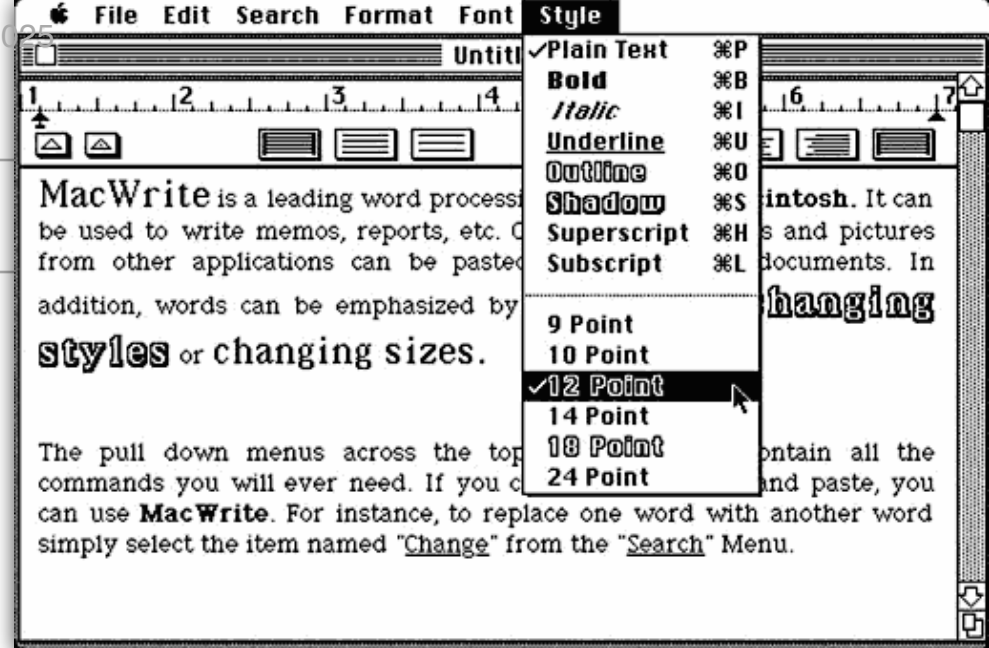 File Edit Search Format Font Style
025
Untitl
✓Plain Text ⌘P
Bold ⌘B
Italic ⌘I
Underline ⌘U
Outline ⌘O
Shadow ⌘S
Superscript ⌘H
Subscript ⌘L
9 Point
10 Point
✓12 Point
14 Point
18 Point
24 Point
1 2 3 4 6 7
MacWrite is a leading word processi intosh. It can
be used to write memos, reports, etc. s and pictures
from other applications can be pasted documents. In
addition, words can be emphasized by hanging
styles or changing sizes.
The pull down menus across the top ontain all the
commands you will ever need. If you c and paste, you
can use MacWrite. For instance, to replace one word with another word
simply select the item named "Change" from the "Search" Menu.